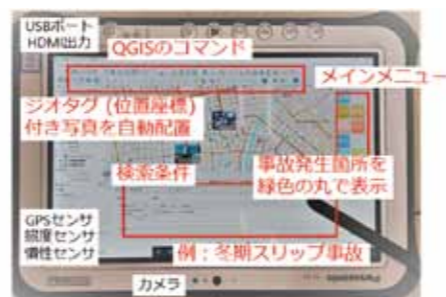 USBポート
HDMI出力
QGISのコマンド
メインメニュー
ジオタグ (位置座標)
付き写真を自動配置
検索条件
事故発生箇所を
緑色の丸で表示
GPSセンサ
照度センサ
慣性センサ
例：冬期スリップ事故
カメラ
Panasonic